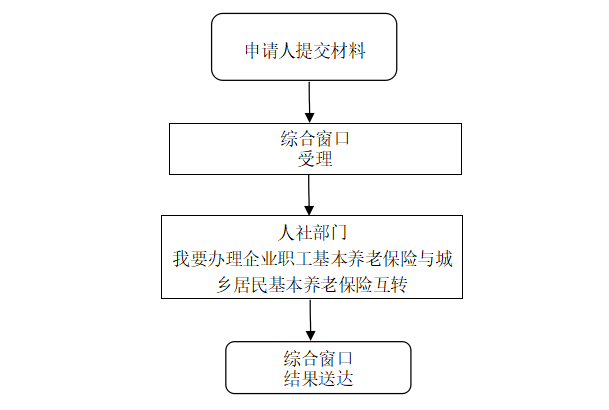 申请人提交材料
综合窗口
受理
人社部门
我要办理企业职工基本养老保险与城
乡居民基本养老保险互转
综合窗口
结果送达